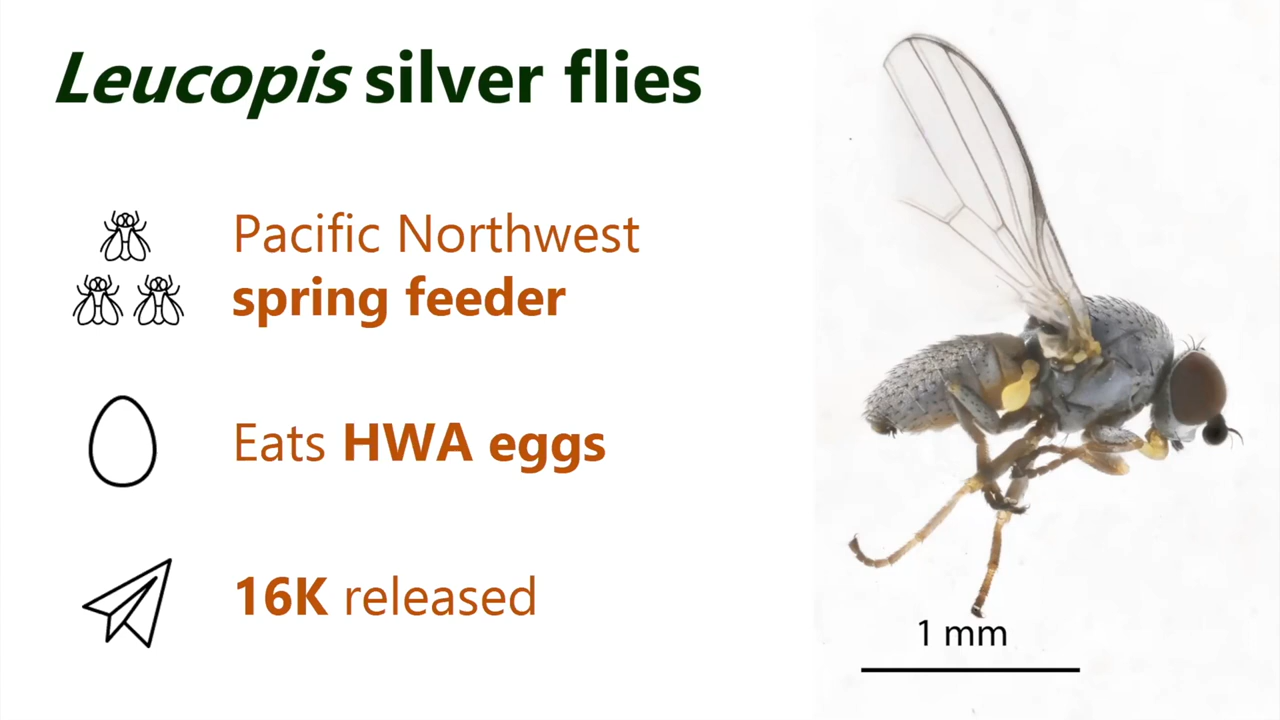 Leucopis silver flies
Pacific Northwest
spring feeder
Eats HWA eggs
16K released
1 mm